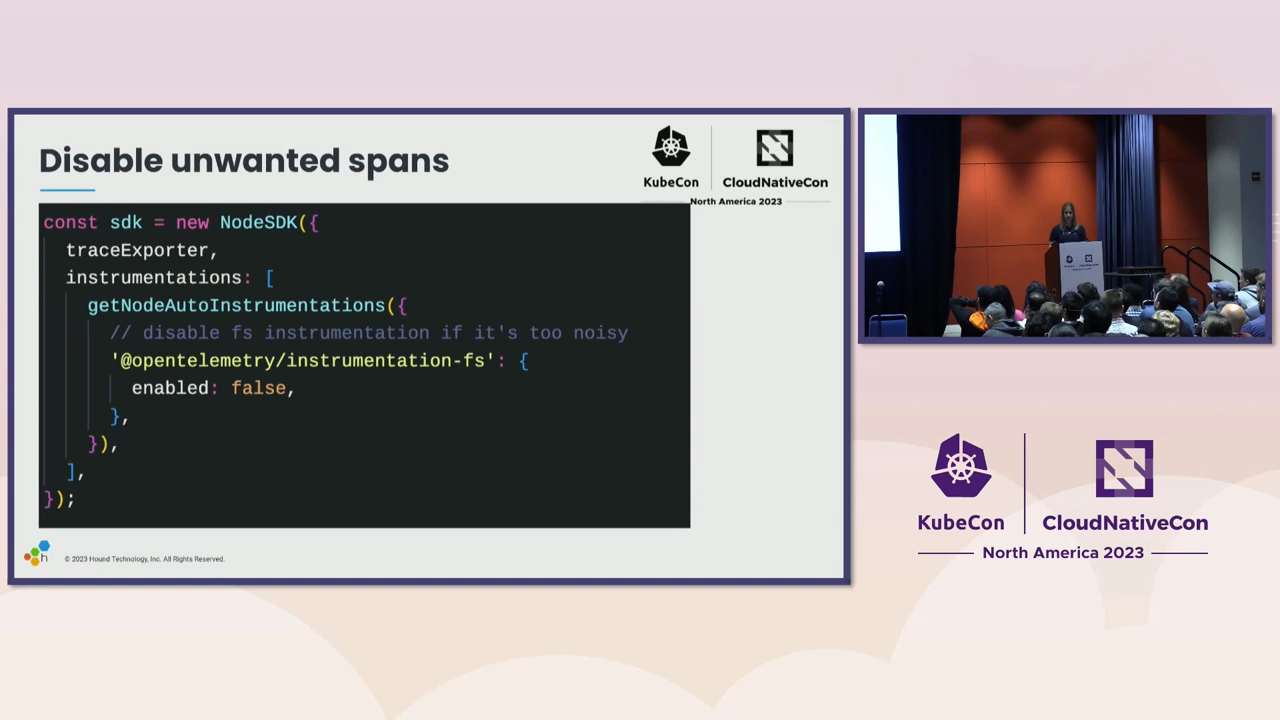 Disable unwanted spans
KubeCon
CloudNativeCon
North America 2023
const sdk = new NodeSDK({
  traceExporter,
  instrumentations: [
    getNodeAutoInstrumentations({
      // disable fs instrumentation if it's too noisy
      '@opentelemetry/instrumentation-fs': {
        enabled: false,
      },
    }),
  ],
});
h © 2023 Hound Technology, Inc. All Rights Reserved.
KubeCon
CloudNativeCon
North America 2023